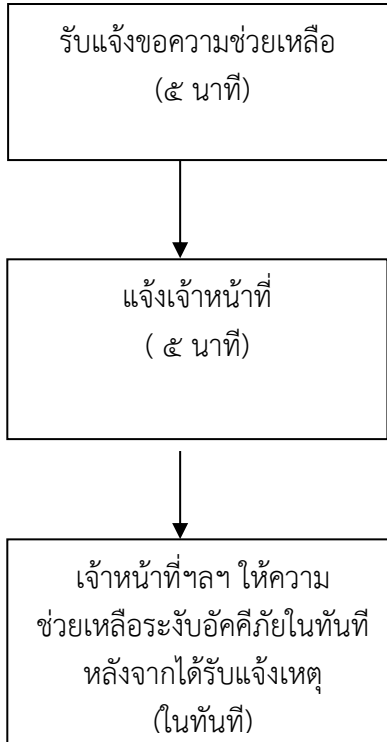 รับแจ้งขอความช่วยเหลือ
(๕ นาที)
แจ้งเจ้าหน้าที่
( ๕ นาที)
เจ้าหน้าที่ฯลฯ ให้ความ
ช่วยเหลือระงับอัคคีภัยในทันที
หลังจากได้รับแจ้งเหตุ
(ในทันที)